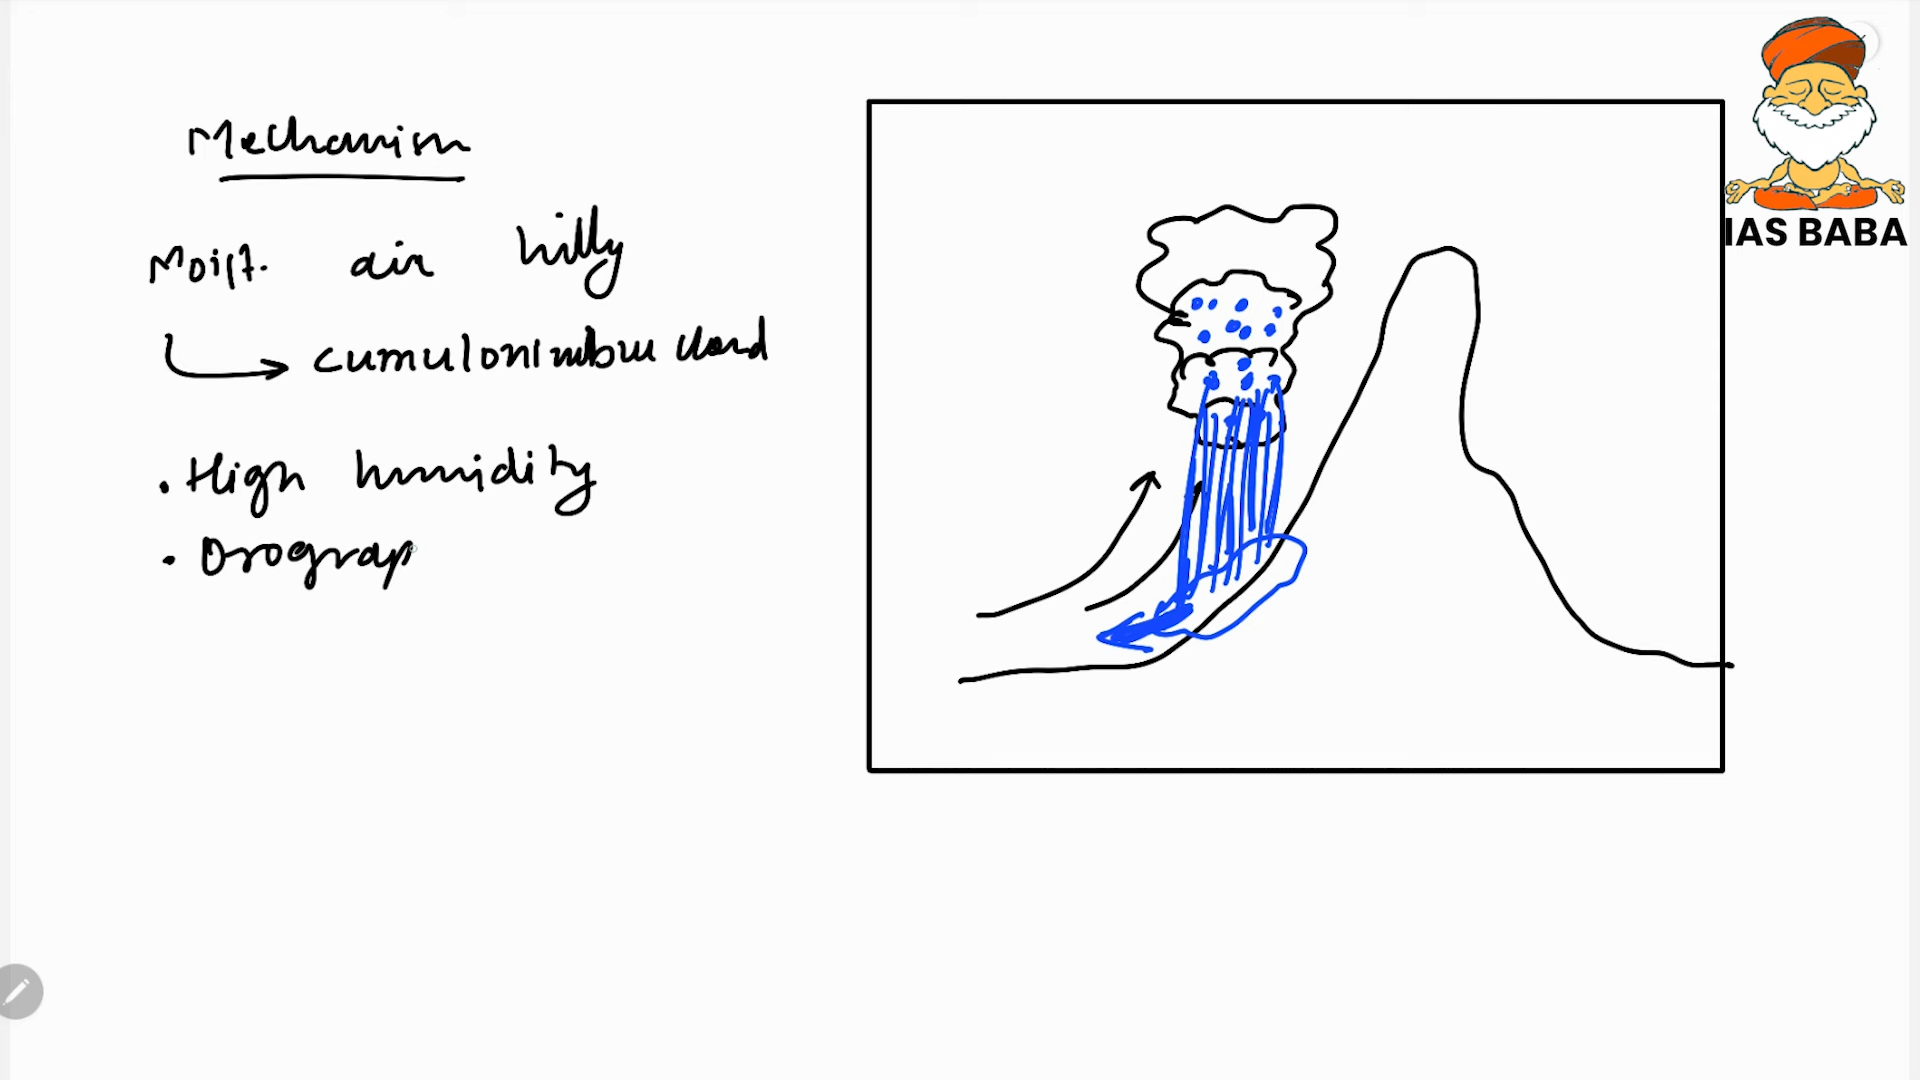 Mechanism
Moist. air hilly
cumulonimbus cloud
. High humidity
. Orograp
IAS BABA